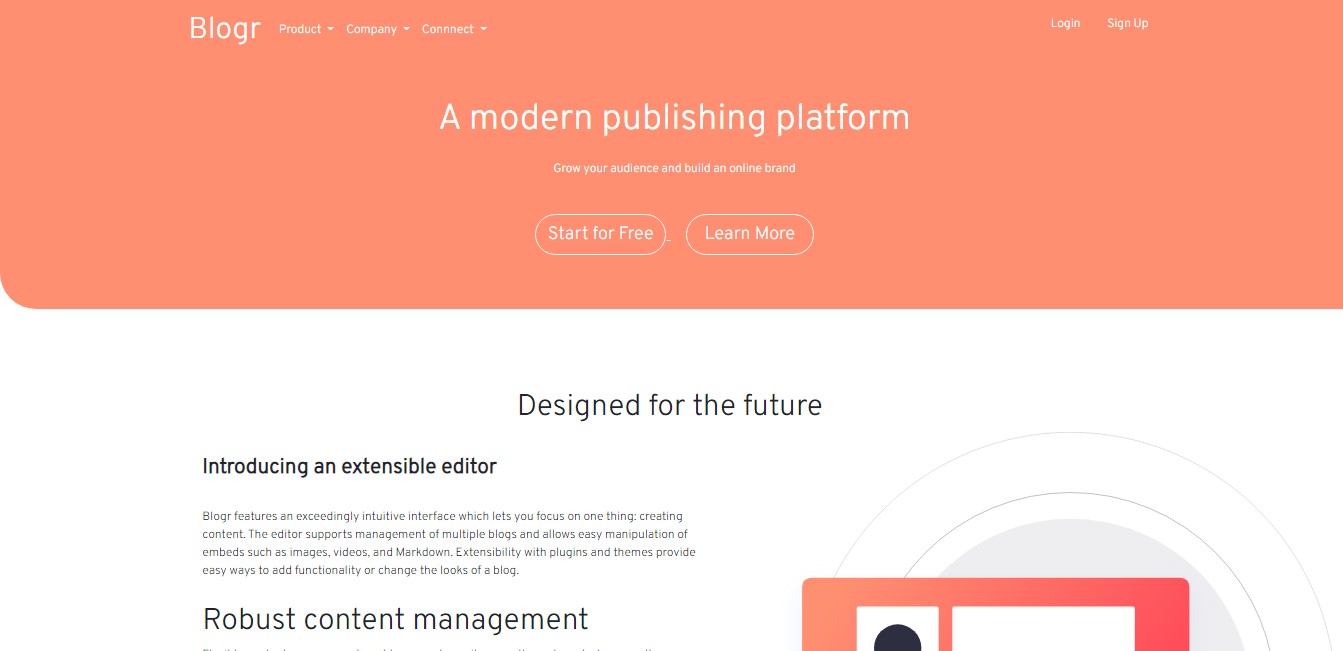 Blogr Product Company Connnect Login Sign Up
A modern publishing platform
Grow your audience and build an online brand
Start for Free Learn More
Designed for the future
Introducing an extensible editor
Blogr features an exceedingly intuitive interface which lets you focus on one thing: creating
content. The editor supports management of multiple blogs and allows easy manipulation of
embeds such as images, videos, and Markdown. Extensibility with plugins and themes provide
easy ways to add functionality or change the looks of a blog.
Robust content management